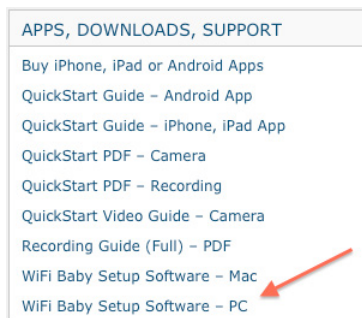 APPS, DOWNLOADS, SUPPORT
Buy iPhone, iPad or Android Apps
QuickStart Guide – Android App
QuickStart Guide – iPhone, iPad App
QuickStart PDF – Camera
QuickStart PDF – Recording
QuickStart Video Guide – Camera
Recording Guide (Full) – PDF
WiFi Baby Setup Software – Mac
WiFi Baby Setup Software – PC